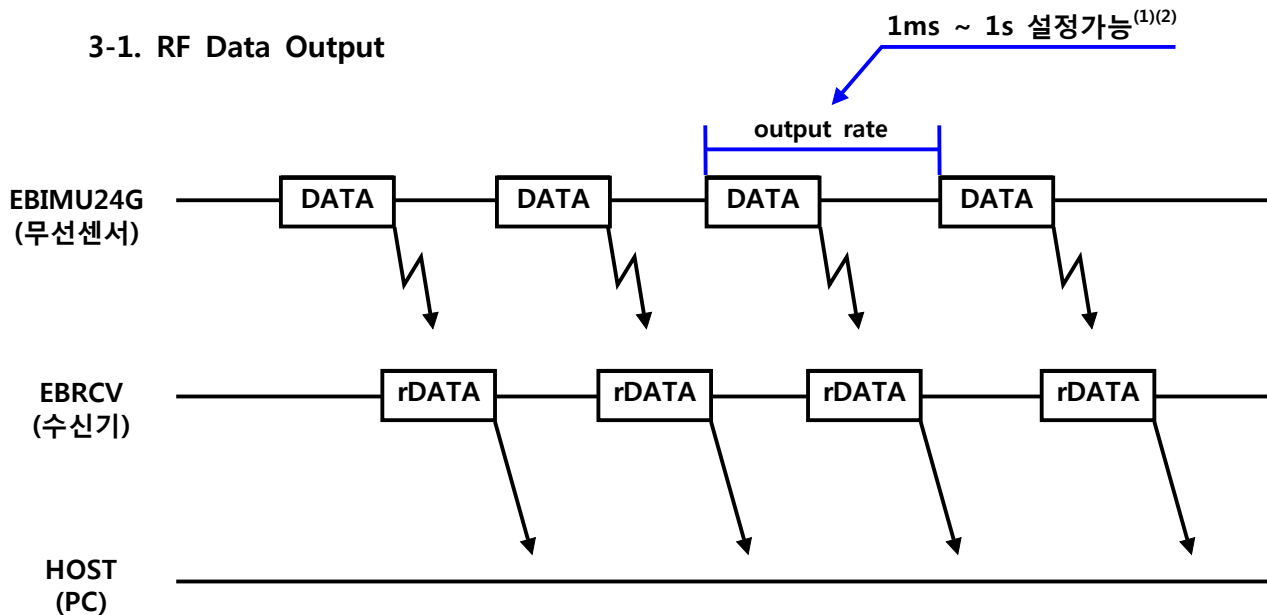 1ms ~ 1s 설정가능(1)(2)
3-1. RF Data Output
output rate
EBIMU24G
(무선센서)
DATA
DATA
DATA
DATA
EBRCV
(수신기)
rDATA
rDATA
rDATA
rDATA
HOST
(PC)